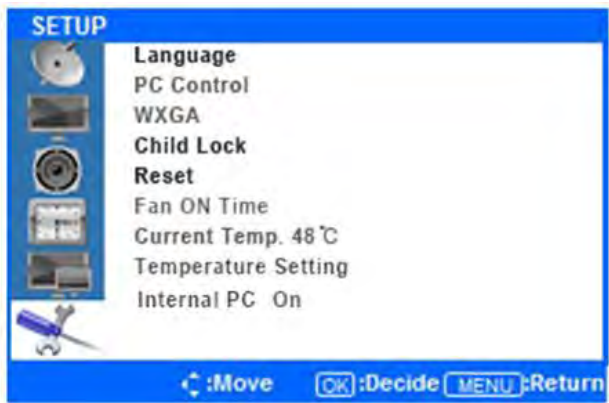 SETUP
Language
PC Control
WXGA
Child Lock
Reset
Fan ON Time
Current Temp. 48℃
Temperature Setting
Internal PC On
:Move OK :Decide MENU :Return